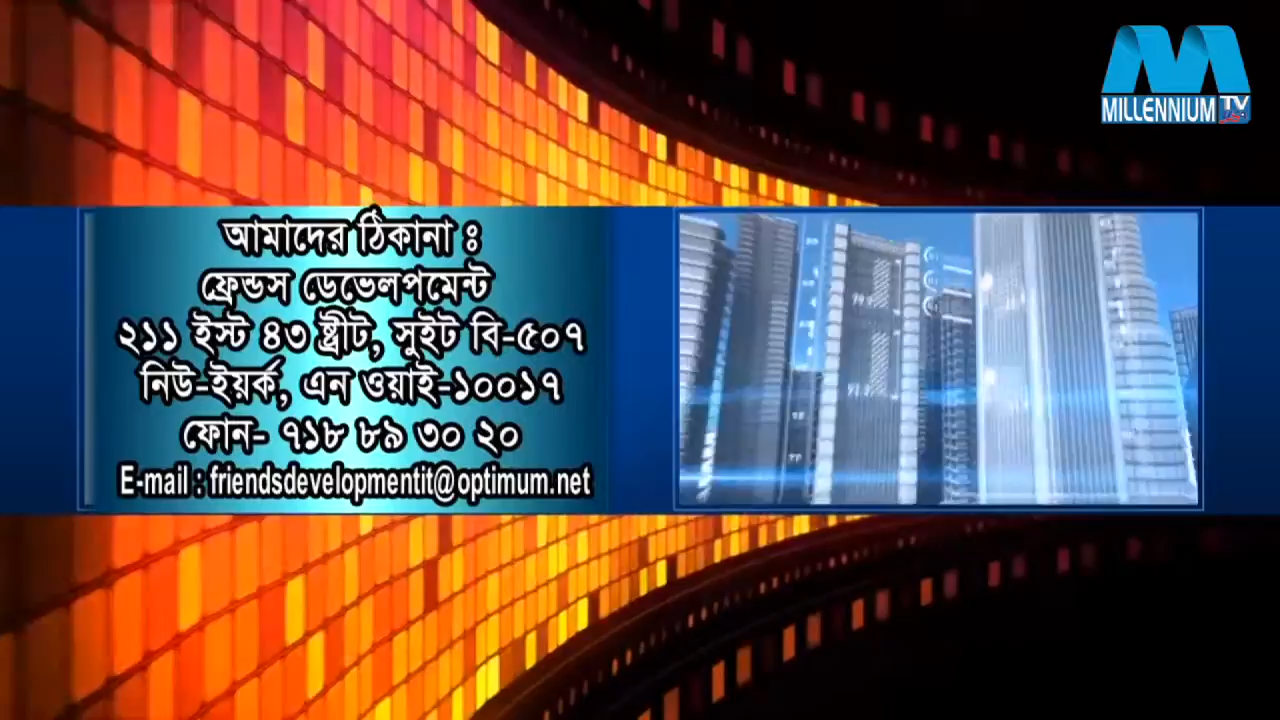 MILLENNIUM TV
আমাদের ঠিকানা ঃ
ফ্রেন্ডস ডেভেলপমেন্ট
২১১ ইস্ট ৪৩ ষ্ট্রীট, সুইট বি-৫০৭
নিউ-ইয়র্ক, এন ওয়াই-১০০১৭
ফোন- ৭১৮ ৮৯ ৩০ ২০
E-mail : friendsdevelopmentit@optimum.net